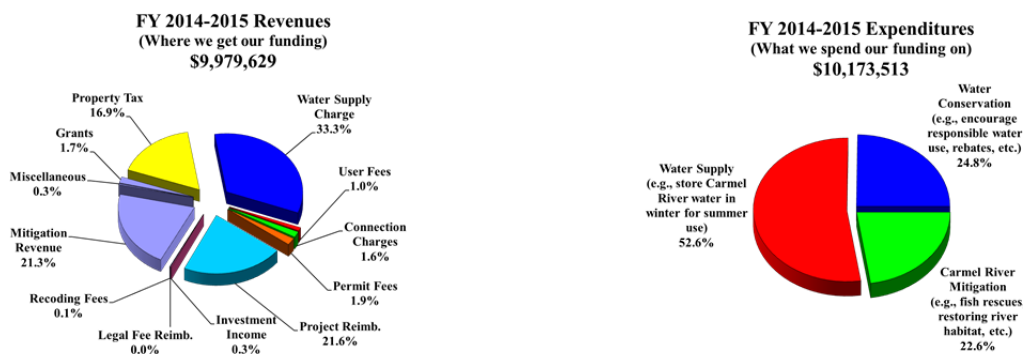 FY 2014-2015 Revenues
(Where we get our funding)
$9,979,629
Property Tax
16.9%
Water Supply
Charge
33.3%
Grants
1.7%
Miscellaneous
0.3%
User Fees
1.0%
Mitigation
Revenue
21.3%
Connection
Charges
1.6%
Recoding Fees
0.1%
Permit Fees
1.9%
Legal Fee Reimb.
0.0%
Investment
Income
0.3%
Project Reimb.
21.6%
FY 2014-2015 Expenditures
(What we spend our funding on)
$10,173,513
Water
Conservation
(e.g., encourage
responsible water
use, rebates, etc.)
24.8%
Water Supply
(e.g., store Carmel
River water in
winter for summer
use)
52.6%
Carmel River
Mitigation
(e.g., fish rescues
restoring river
habitat, etc.)
22.6%